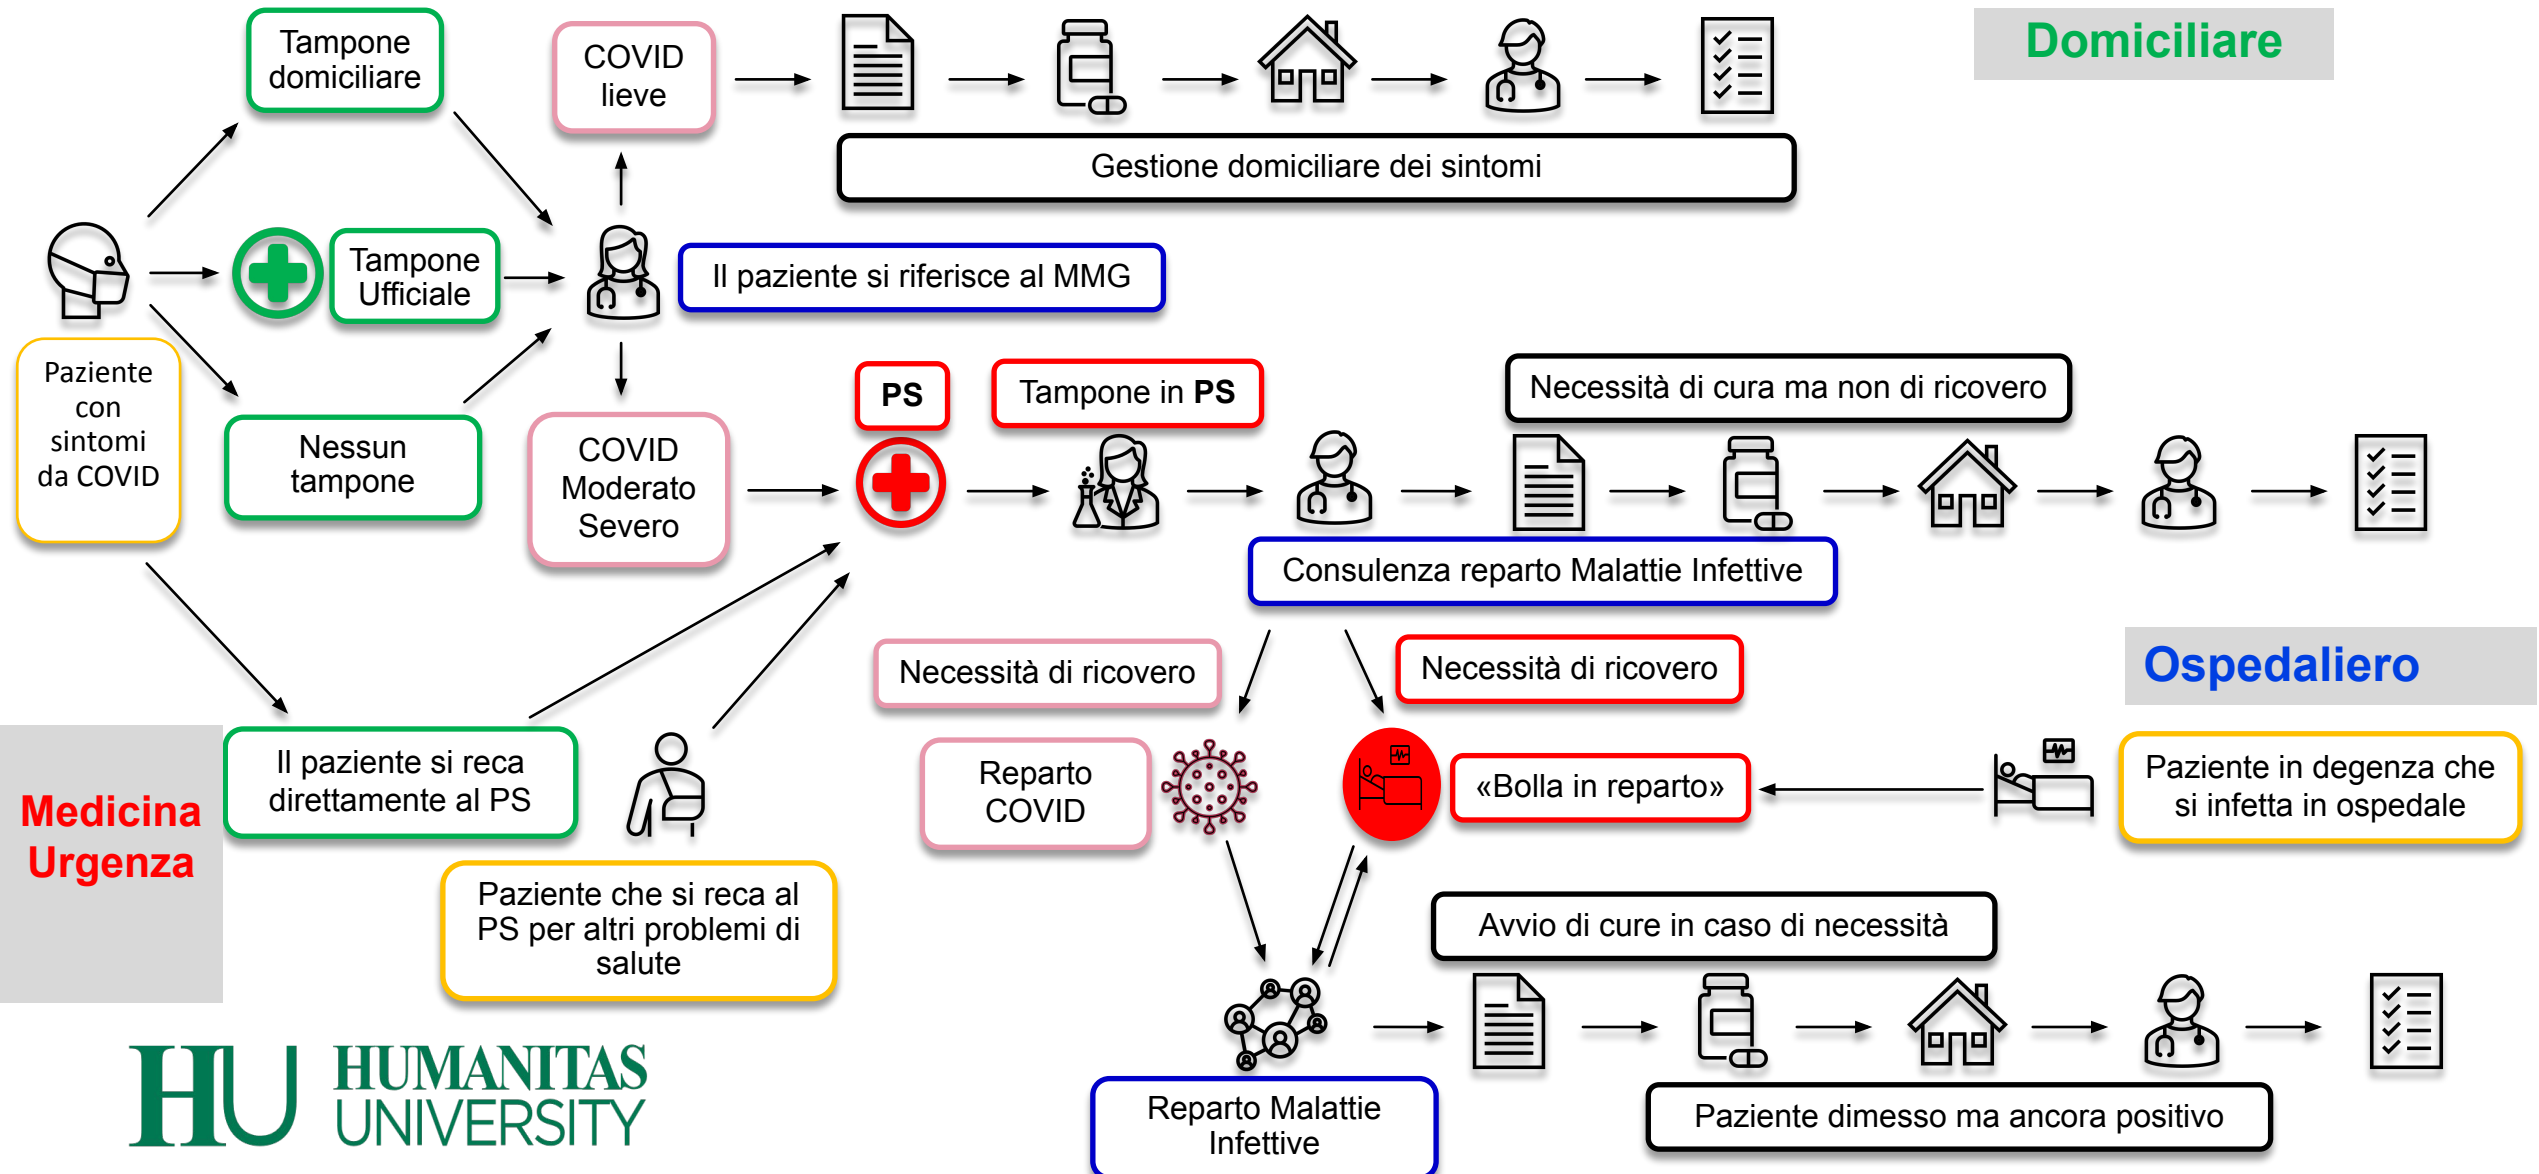 Tampone
domiciliare
COVID
lieve
Domiciliare
Gestione domiciliare dei sintomi
Tampone
Ufficiale
Il paziente si riferisce al MMG
Paziente
con
sintomi
da COVID
Nessun
tampone
COVID
Moderato
Severo
PS
Tampone in PS
Necessità di cura ma non di ricovero
Consulenza reparto Malattie Infettive
Necessità di ricovero
Necessità di ricovero
Ospedaliero
Medicina
Urgenza
Il paziente si reca
direttamente al PS
Reparto
COVID
«Bolla in reparto»
Paziente in degenza che
si infetta in ospedale
Paziente che si reca al
PS per altri problemi di
salute
Avvio di cure in caso di necessità
Reparto Malattie
Infettive
Paziente dimesso ma ancora positivo
HU HUMANITAS
UNIVERSITY